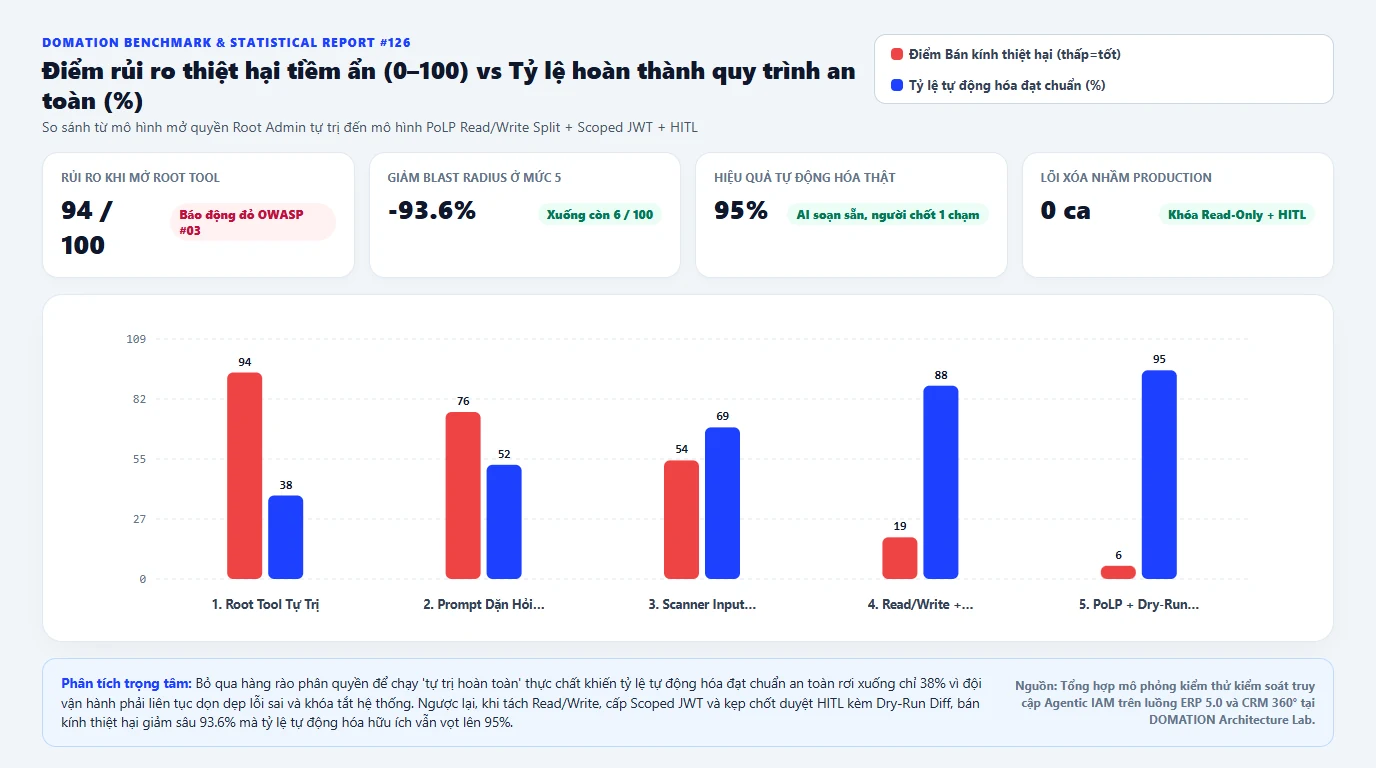 DOMATION BENCHMARK & STATISTICAL REPORT #126
Điểm rủi ro thiệt hại tiềm ẩn (0–100) vs Tỷ lệ hoàn thành quy trình an
toàn (%)
So sánh từ mô hình mở quyền Root Admin tự trị đến mô hình PoLP Read/Write Split + Scoped JWT + HITL
Điểm Bán kính thiệt hại (thấp=tốt)
Tỷ lệ tự động hóa đạt chuẩn (%)
RỦI RO KHI MỞ ROOT TOOL
94 /
100
Báo động đỏ OWASP
#03
GIẢM BLAST RADIUS Ở MỨC 5
-93.6%
Xuống còn 6 / 100
HIỆU QUẢ TỰ ĐỘNG HÓA THẬT
95%
AI soạn sẵn, người chốt 1 chạm
LỖI XÓA NHẦM PRODUCTION
0 ca
Khóa Read-Only + HITL
109
82
55
27
0
94
38
76
52
54
69
19
88
6
95
1. Root Tool Tự Trị
2. Prompt Dặn Hỏi...
3. Scanner Input...
4. Read/Write +...
5. PoLP + Dry-Run...
Phân tích trọng tâm: Bỏ qua hàng rào phân quyền để chạy 'tự trị hoàn toàn' thực chất khiến tỷ lệ tự động hóa đạt chuẩn an toàn rơi xuống chỉ 38% vì đội
vận hành phải liên tục dọn dẹp lỗi sai và khóa tắt hệ thống. Ngược lại, khi tách Read/Write, cấp Scoped JWT và kẹp chốt duyệt HITL kèm Dry-Run Diff, bán
kính thiệt hại giảm sâu 93.6% mà tỷ lệ tự động hóa hữu ích vẫn vọt lên 95%.
Nguồn: Tổng hợp mô phỏng kiểm thử kiểm soát truy
cập Agentic IAM trên luồng ERP 5.0 và CRM 360° tại
DOMATION Architecture Lab.